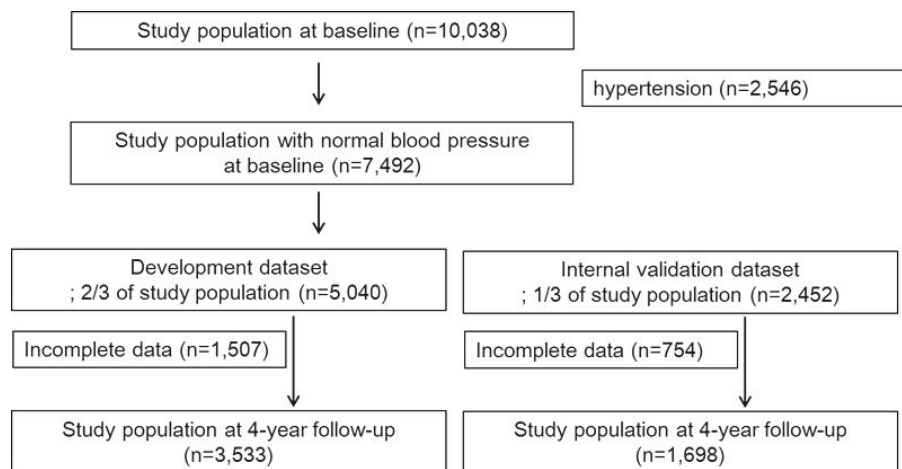 Study population at baseline (n=10,038)
hypertension (n=2,546)
Study population with normal blood pressure
at baseline (n=7,492)
Development dataset
; 2/3 of study population (n=5,040)
Internal validation dataset
; 1/3 of study population (n=2,452)
Incomplete data (n=1,507)
Incomplete data (n=754)
Study population at 4-year follow-up
(n=3,533)
Study population at 4-year follow-up
(n=1,698)